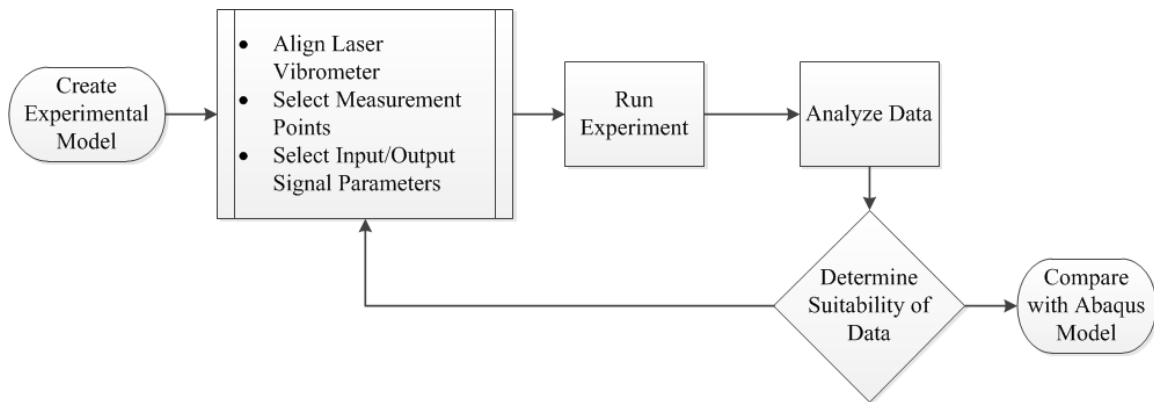 Create
Experimental
Model
• Align Laser
Vibrometer
• Select Measurement
Points
• Select Input/Output
Signal Parameters
Run
Experiment
Analyze Data
Determine
Suitability of
Data
Compare
with Abaqus
Model